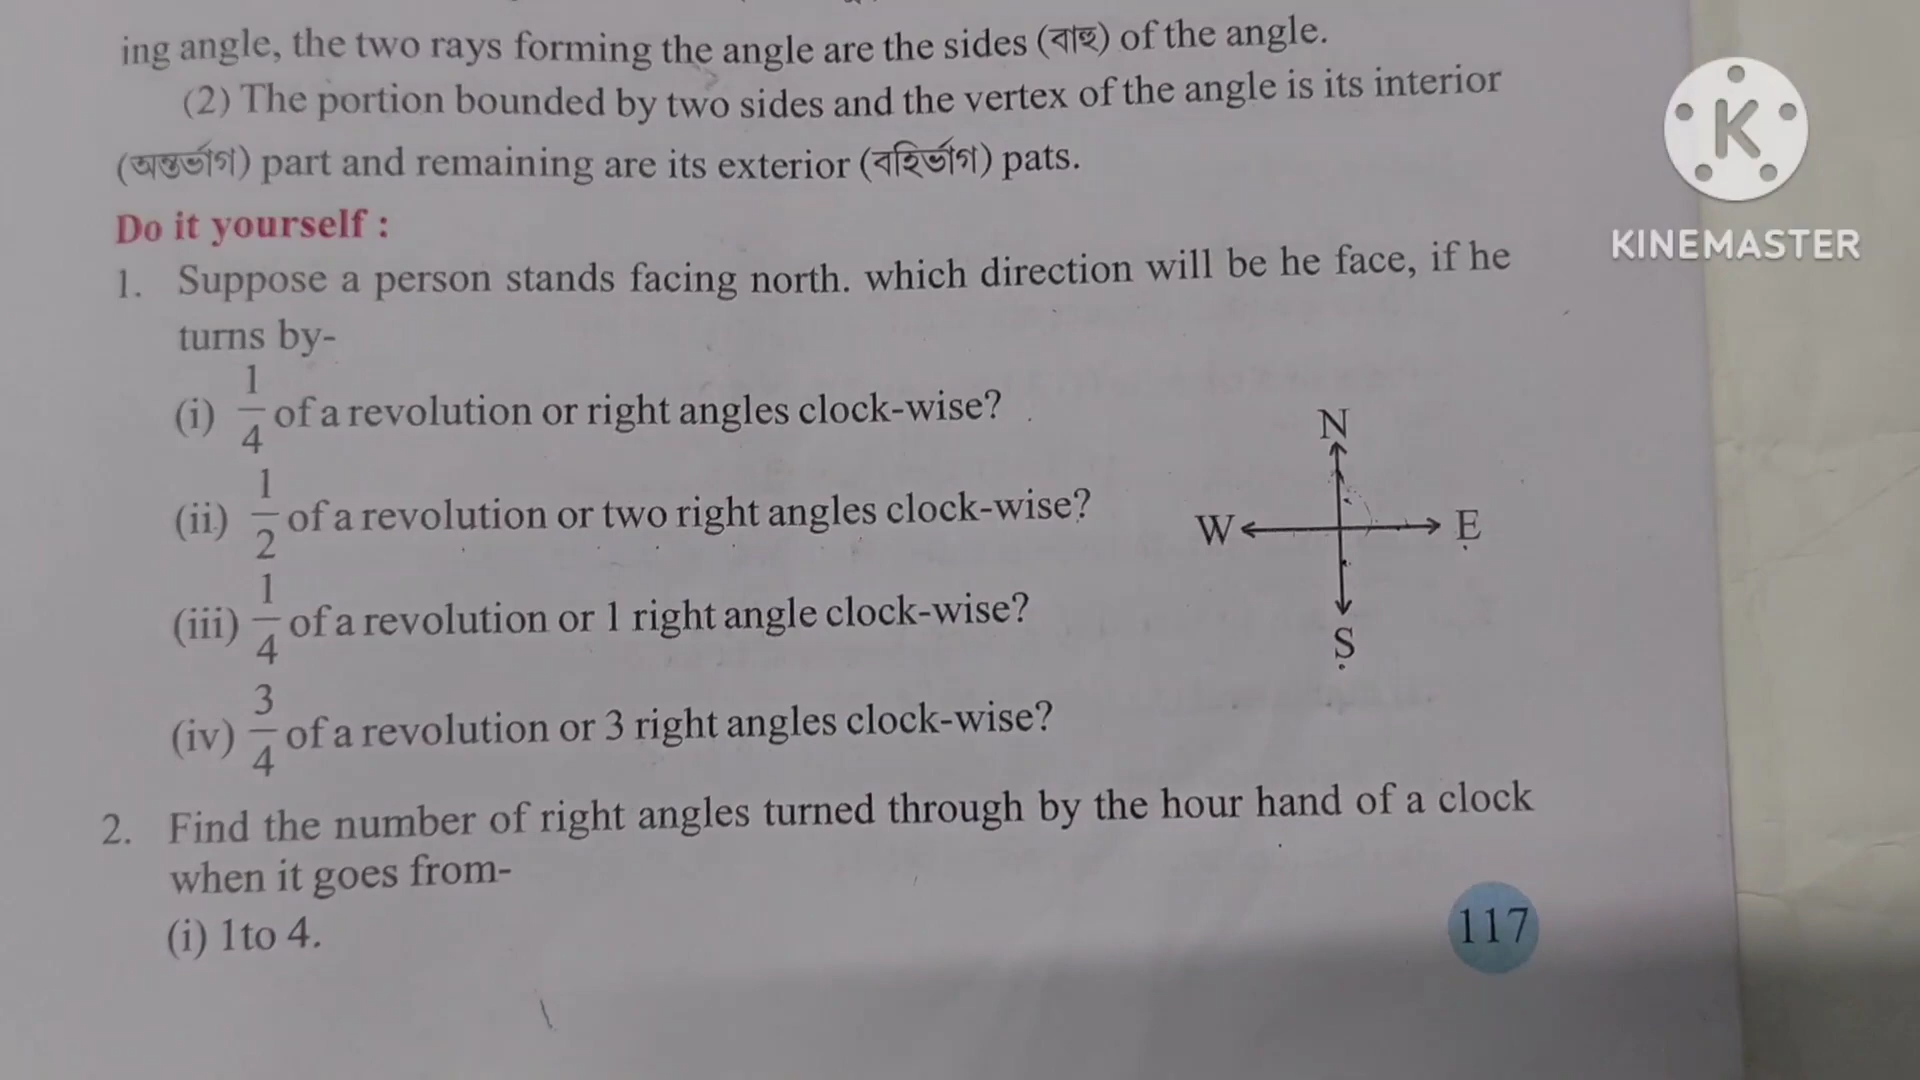 ing angle, the two rays forming the angle are the sides (বাহু) of the angle.
(2) The portion bounded by two sides and the vertex of the angle is its interior
(অন্তৰ্ভাগ) part and remaining are its exterior (বহিৰ্ভাগ) pats.
Do it yourself :
1. Suppose a person stands facing north. which direction will be he face, if he
turns by-
(i) 1/4 of a revolution or right angles clock-wise?
(ii) 1/2 of a revolution or two right angles clock-wise?
(iii) 1/4 of a revolution or 1 right angle clock-wise?
(iv) 3/4 of a revolution or 3 right angles clock-wise?
N
W E
S
2. Find the number of right angles turned through by the hour hand of a clock
when it goes from-
(i) 1to 4.
117
K
KINEMASTER